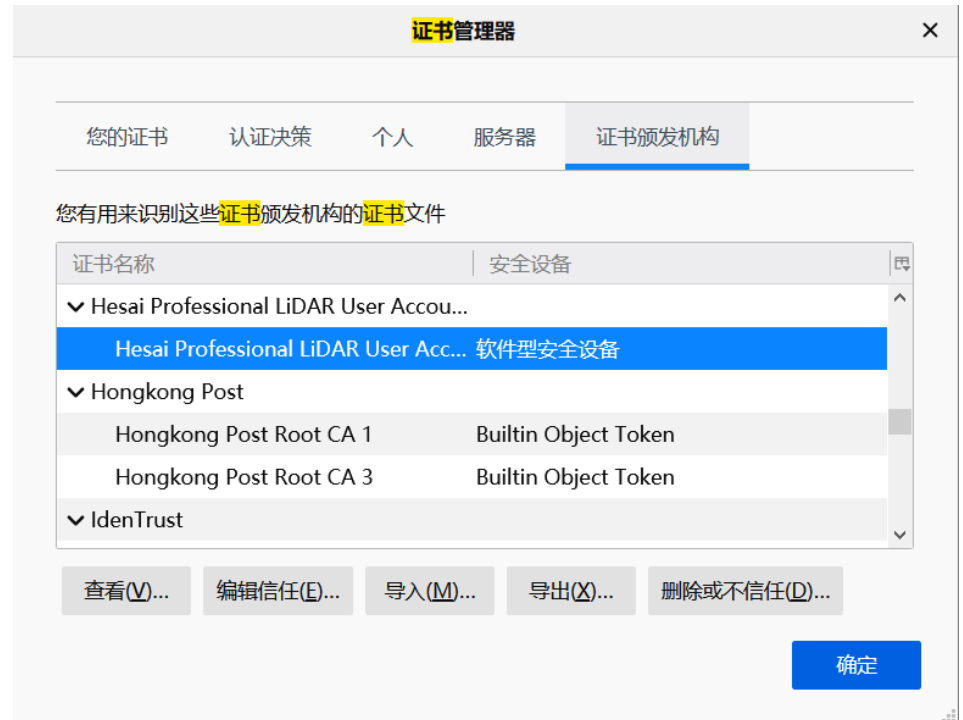 证书管理器
您的证书 认证决策 个人 服务器 证书颁发机构
您有用来识别这些证书颁发机构的证书文件
证书名称 安全设备
Hesai Professional LiDAR User Accou...
Hesai Professional LiDAR User Acc... 软件型安全设备
Hongkong Post
Hongkong Post Root CA 1 Builtin Object Token
Hongkong Post Root CA 3 Builtin Object Token
IdenTrust
查看(V)... 编辑信任(E)... 导入(M)... 导出(X)... 删除或不信任(D)...
确定